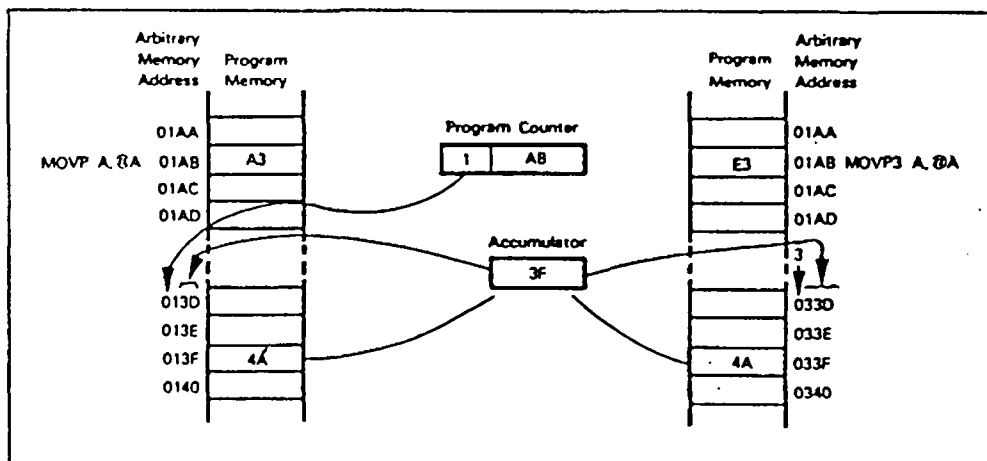 Arbitrary
Memory
Address
Program
Memory
01AA
MOVP A, @A 01AB A3
01AC
01AD
013D
013E
013F 4A
0140
Program Counter
1 AB
Accumulator
3F
Program
Memory
Arbitrary
Memory
Address
01AA
E3 01AB MOVP3 A, @A
01AC
01AD
3
033D
033E
4A 033F
0340